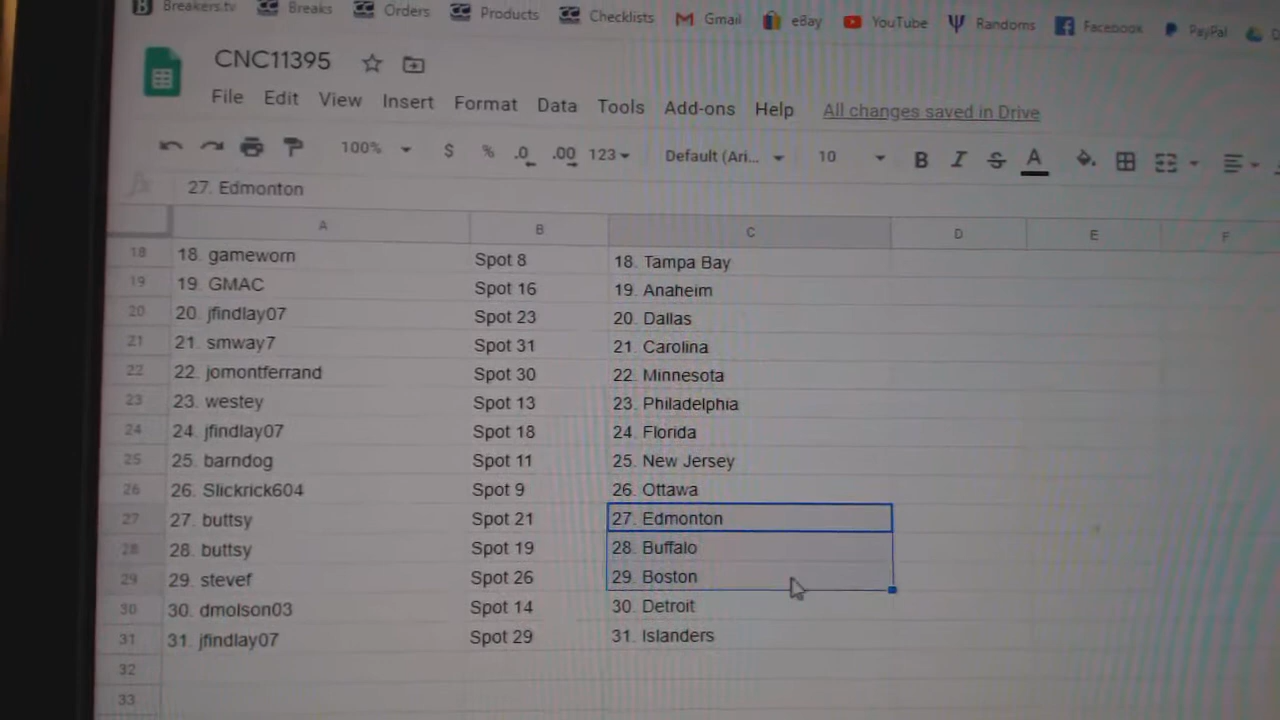 Breakers.tv Breaks Orders Products Checklists Gmail eBay YouTube Randoms Facebook PayPal
CNC11395
File Edit View Insert Format Data Tools Add-ons Help All changes saved in Drive
100% $ % .0 .00 123 Default (Ari... 10 B I S A
fx 27. Edmonton
A B C D E F
18 18. gameworn Spot 8 18. Tampa Bay
19 19. GMAC Spot 16 19. Anaheim
20 20. jfindlay07 Spot 23 20. Dallas
21 21. smway7 Spot 31 21. Carolina
22 22. jomontferrand Spot 30 22. Minnesota
23 23. westey Spot 13 23. Philadelphia
24 24. jfindlay07 Spot 18 24. Florida
25 25. barndog Spot 11 25. New Jersey
26 26. Slickrick604 Spot 9 26. Ottawa
27 27. buttsy Spot 21 27. Edmonton
28 28. buttsy Spot 19 28. Buffalo
29 29. stevef Spot 26 29. Boston
30 30. dmolson03 Spot 14 30. Detroit
31 31. jfindlay07 Spot 29 31. Islanders
32
33